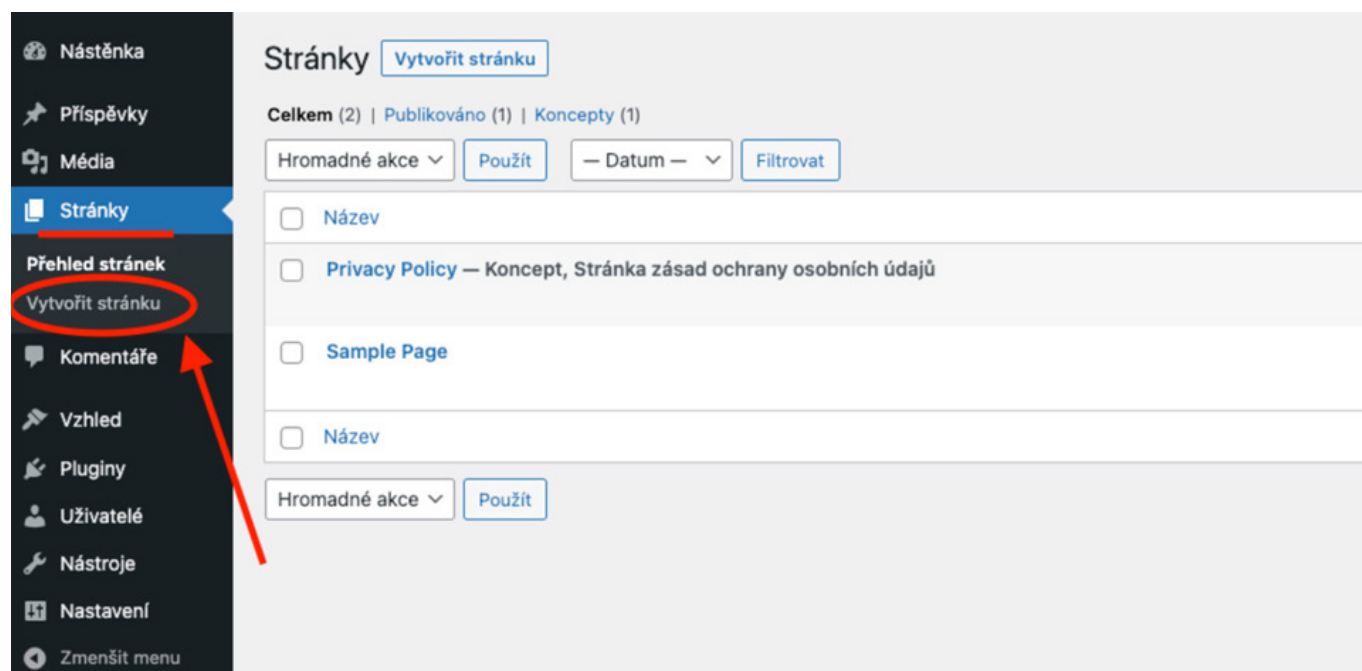 Nástěnka
Příspěvky
Média
Stránky
Přehled stránek
Vytvořit stránku
Komentáře
Vzhled
Pluginy
Uživatelé
Nástroje
Nastavení
Zmenšit menu
Stránky Vytvořit stránku
Celkem (2) | Publikováno (1) | Koncepty (1)
Hromadné akce Použít — Datum — Filtrovat
Název
Privacy Policy — Koncept, Stránka zásad ochrany osobních údajů
Sample Page
Název
Hromadné akce Použít